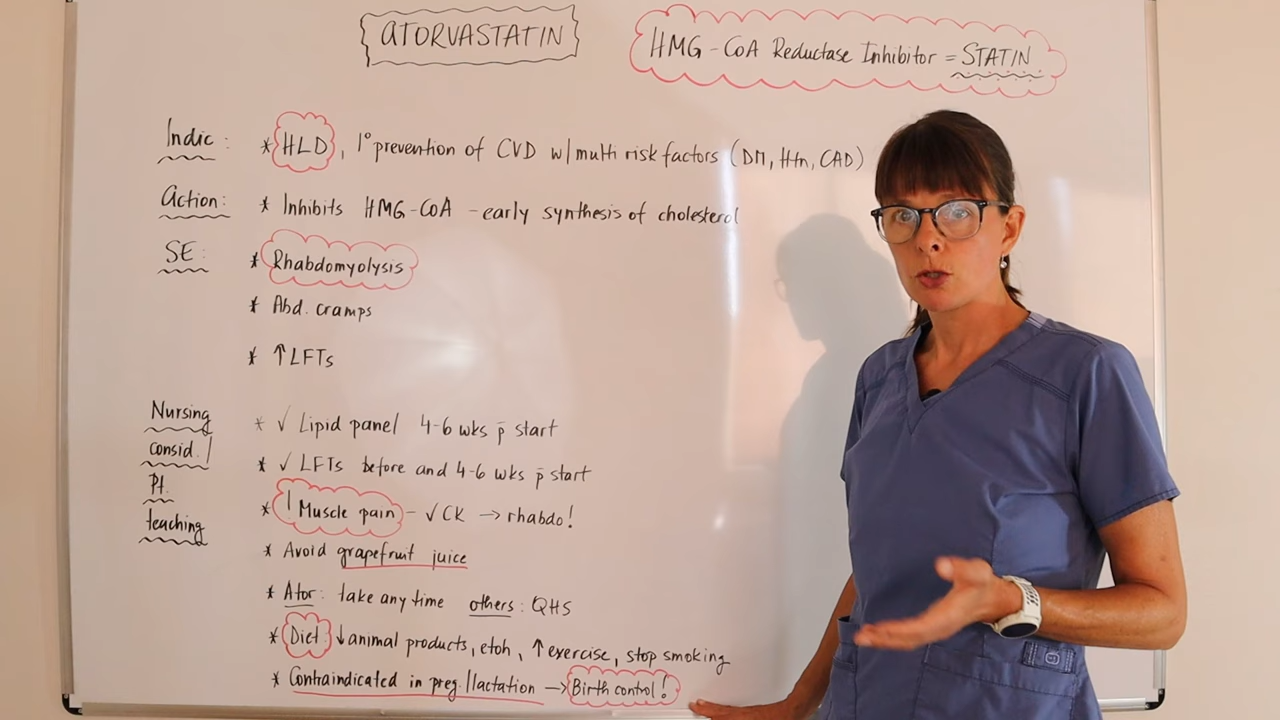 ATORVASTATIN
HMG-CoA Reductase Inhibitor = STATIN
Indic: * HLD, 1° prevention of CVD w/ multi risk factors (DM, Htn, CAD)
Action: * Inhibits HMG-CoA - early synthesis of cholesterol
SE: * Rhabdomyolysis
* Abd. cramps
* ↑ LFTs
Nursing consid./ Pt. teaching
* √ Lipid panel 4-6 wks p̄ start
* √ LFTs before and 4-6 wks p̄ start
* ! Muscle pain - √ CK → rhabdo!
* Avoid grapefruit juice
* Ator: take any time others: QHS
* Diet: ↓ animal products, etoh, ↑ exercise, stop smoking
* Contraindicated in preg./lactation → Birth control!